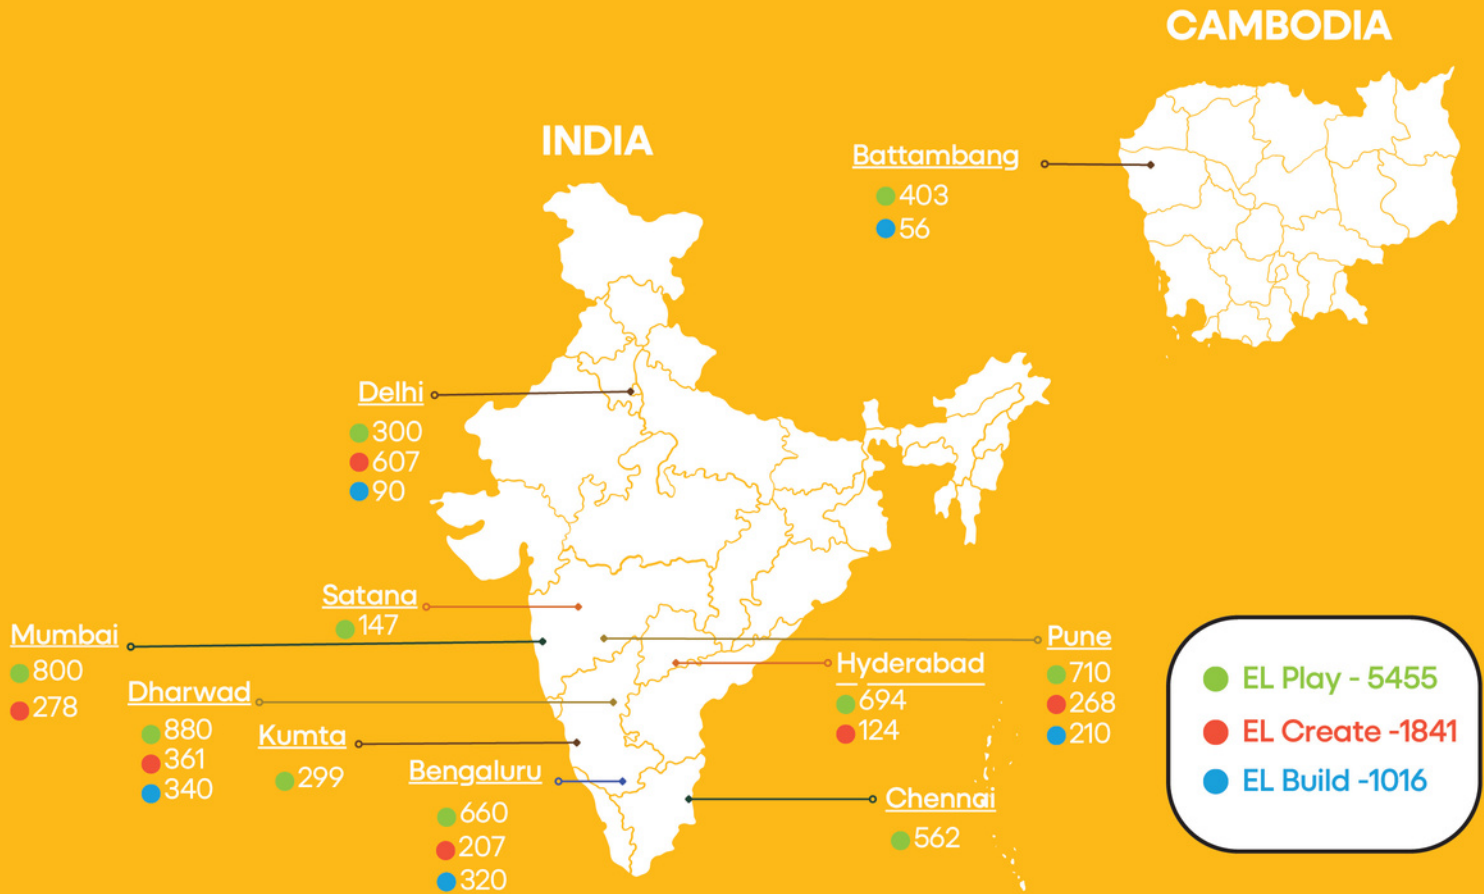 CAMBODIA
INDIA
Battambang
403
56
Delhi
300
607
90
Satana
147
Mumbai
800
278
Dharwad
880
361
340
Kumta
299
Bengaluru
660
207
320
Hyderabad
694
124
Pune
710
268
210
Chennai
562
EL Play - 5455
EL Create -1841
EL Build -1016